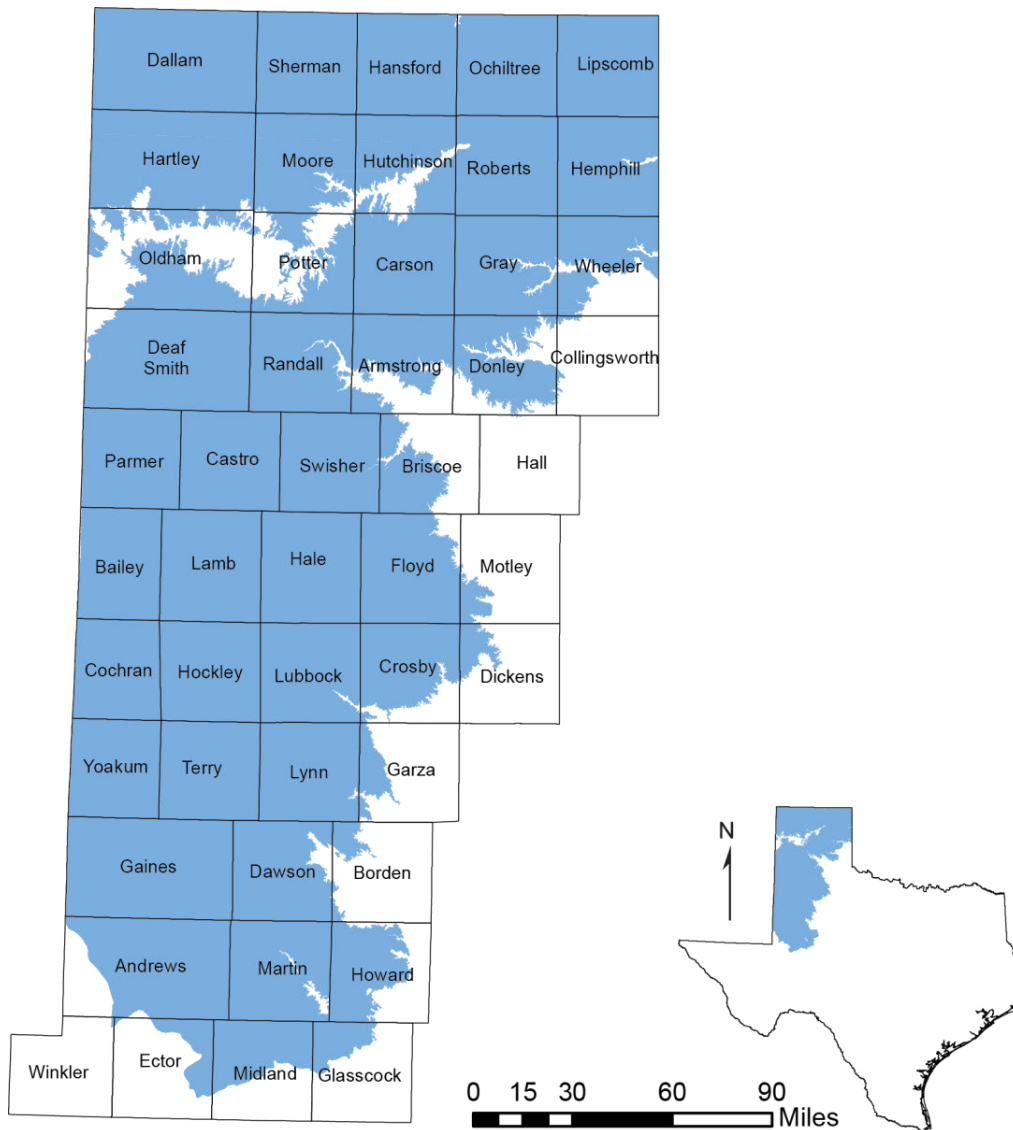 Dallam
Sherman
Hansford
Ochiltree
Lipscomb
Hartley
Moore
Hutchinson
Roberts
Hemphill
Oldham
Potter
Carson
Gray
Wheeler
Deaf
Smith
Randall
Armstrong
Donley
Collingsworth
Parmer
Castro
Swisher
Briscoe
Hall
Bailey
Lamb
Hale
Floyd
Motley
Cochran
Hockley
Lubbock
Crosby
Dickens
Yoakum
Terry
Lynn
Garza
Gaines
Dawson
Borden
Andrews
Martin
Howard
Winkler
Ector
Midland
Glasscock
N
0 15 30 60 90
Miles